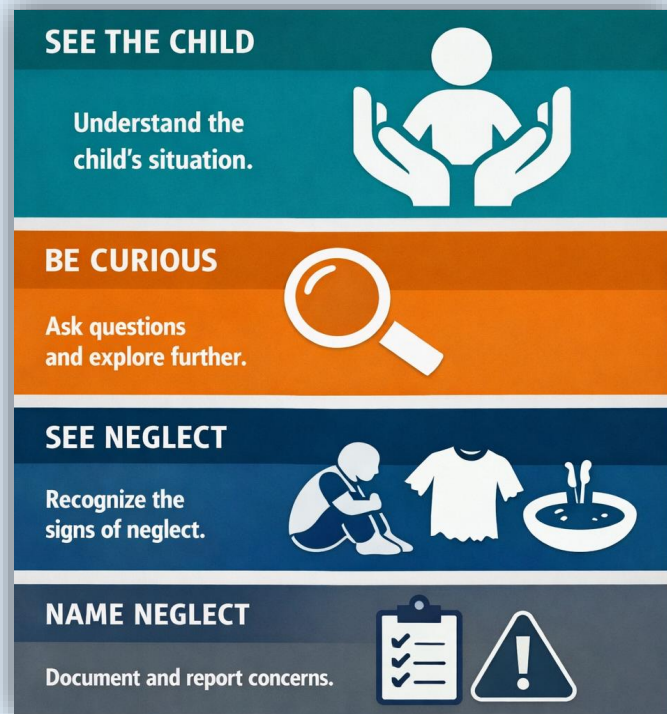 SEE THE CHILD
Understand the
child's situation.
BE CURIOUS
Ask questions
and explore further.
SEE NEGLECT
Recognize the
signs of neglect.
NAME NEGLECT
Document and report concerns.